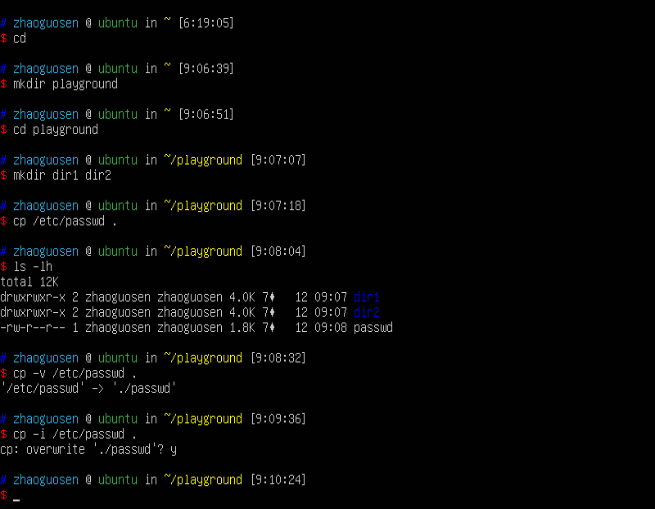 # zhaoguosen @ ubuntu in ~ [6:19:05]
$ cd
# zhaoguosen @ ubuntu in ~ [9:06:39]
$ mkdir playground
# zhaoguosen @ ubuntu in ~ [9:06:51]
$ cd playground
# zhaoguosen @ ubuntu in ~/playground [9:07:07]
$ mkdir dir1 dir2
# zhaoguosen @ ubuntu in ~/playground [9:07:18]
$ cp /etc/passwd .
# zhaoguosen @ ubuntu in ~/playground [9:08:04]
$ ls -lh
total 12K
drwxrwxr-x 2 zhaoguosen zhaoguosen 4.0K 7♦ 12 09:07 dir1
drwxrwxr-x 2 zhaoguosen zhaoguosen 4.0K 7♦ 12 09:07 dir2
-rw-r--r-- 1 zhaoguosen zhaoguosen 1.8K 7♦ 12 09:08 passwd
# zhaoguosen @ ubuntu in ~/playground [9:08:32]
$ cp -v /etc/passwd .
'/etc/passwd' -> './passwd'
# zhaoguosen @ ubuntu in ~/playground [9:09:36]
$ cp -i /etc/passwd .
cp: overwrite './passwd'? y
# zhaoguosen @ ubuntu in ~/playground [9:10:24]
$ _